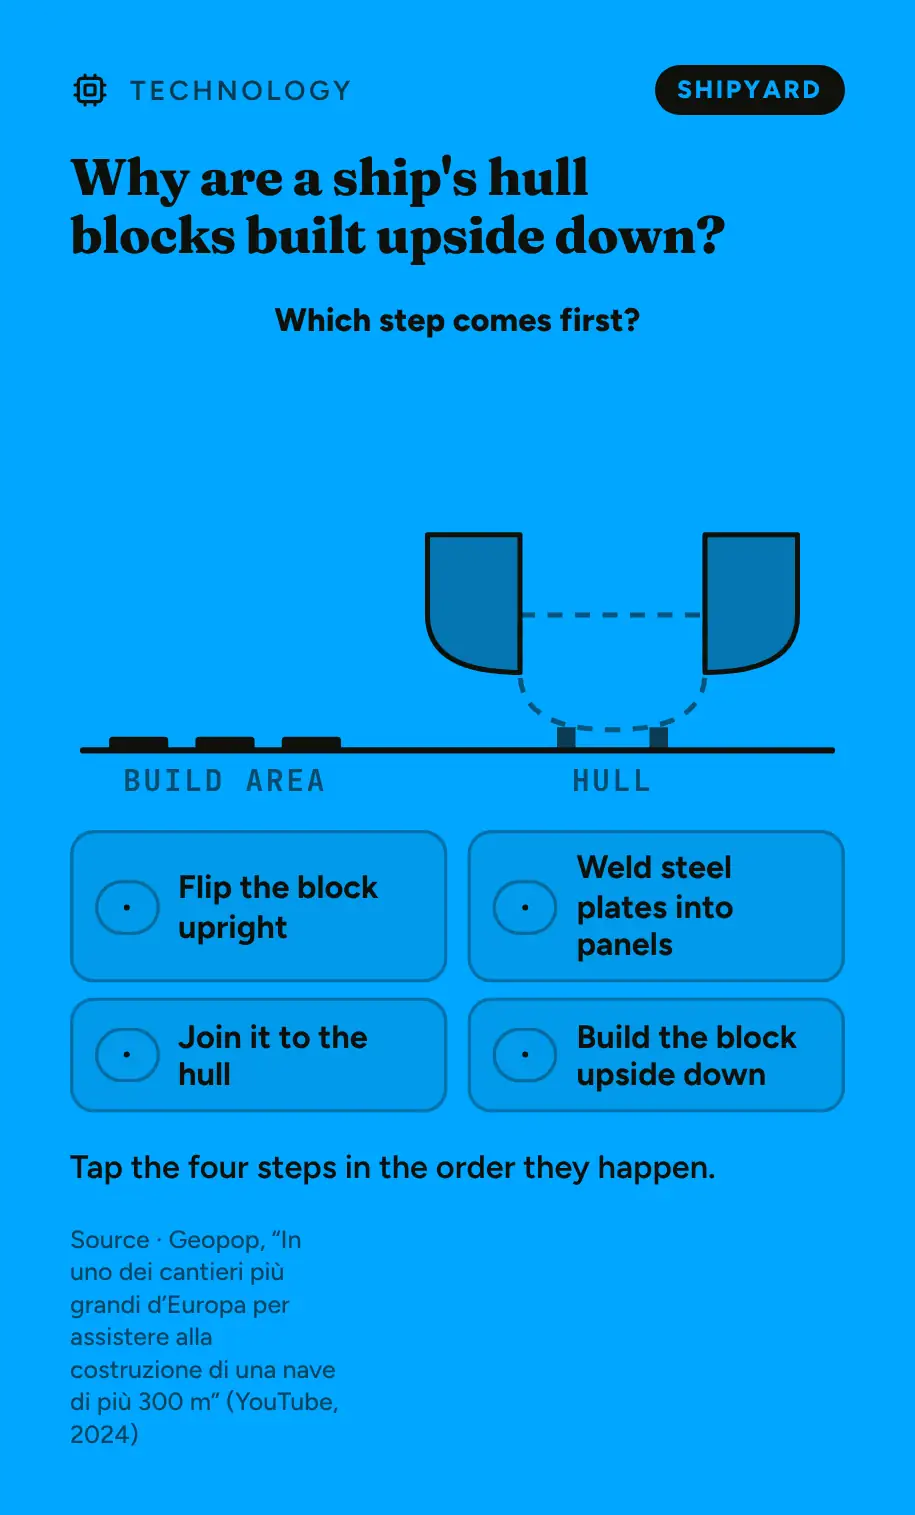 TECHNOLOGY
SHIPYARD
Why are a ship's hull
blocks built upside down?
Which step comes first?
BUILD AREA
HULL
Flip the block
upright
Weld steel
plates into
panels
Join it to the
hull
Build the block
upside down
Tap the four steps in the order they happen.
Source · Geopop, “In
uno dei cantieri più
grandi d’Europa per
assistere alla
costruzione di una nave
di più 300 m” (YouTube,
2024)